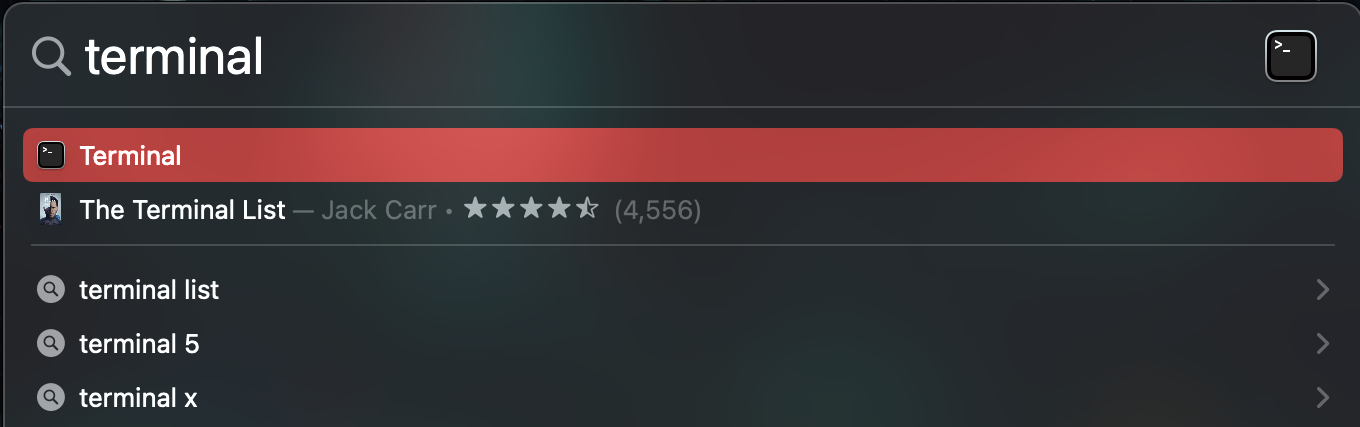 terminal
Terminal
The Terminal List — Jack Carr • ★★★★⯪ (4,556)
terminal list
terminal 5
terminal x